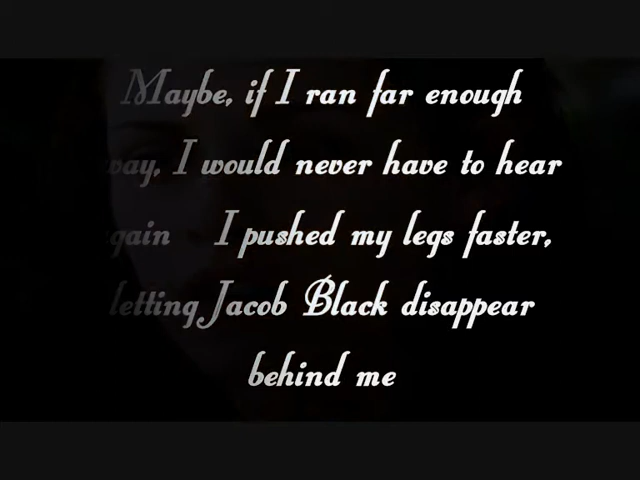 Maybe, if I ran far enough
away, I would never have to hear
again I pushed my legs faster,
letting Jacob Black disappear
behind me